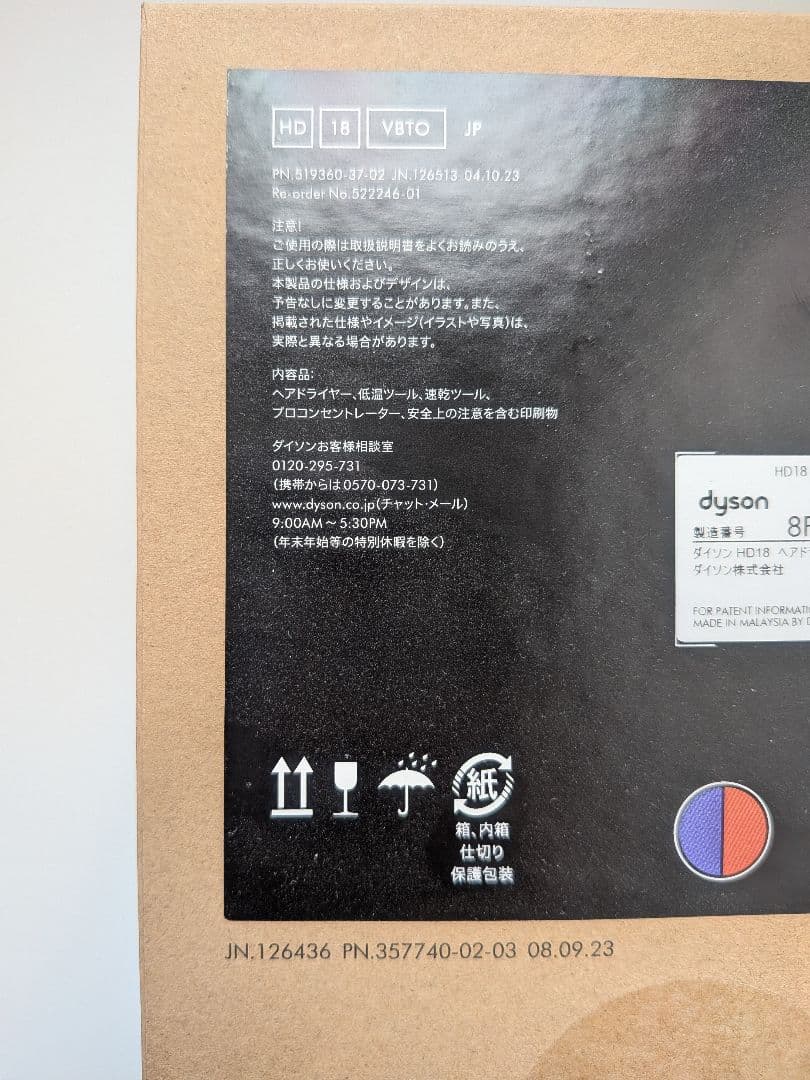 HD 18 VBTO JP
PN.519360-37-02 JN.126513 04.10.23
Re-order No.522246-01
注意!
ご使用の際は取扱説明書をよくお読みのうえ、
正しくお使いください。
本製品の仕様およびデザインは、
予告なしに変更することがあります。また、
掲載された仕様やイメージ(イラストや写真)は、
実際と異なる場合があります。
内容品:
ヘアドライヤー、低温ツール、速乾ツール、
プロコンセントレーター、安全上の注意を含む印刷物
ダイソンお客様相談室
0120-295-731
(携帯からは0570-073-731)
www.dyson.co.jp(チャット・メール)
9:00AM～5:30PM
(年末年始等の特別休暇を除く)
HD18
dyson
製造番号 8
ダイソン HD18 ヘアド
ダイソン株式会社
FOR PATENT INFORMATI
MADE IN MALAYSIA BY D
紙
箱、内箱
仕切り
保護包装
JN.126436 PN.357740-02-03 08.09.23